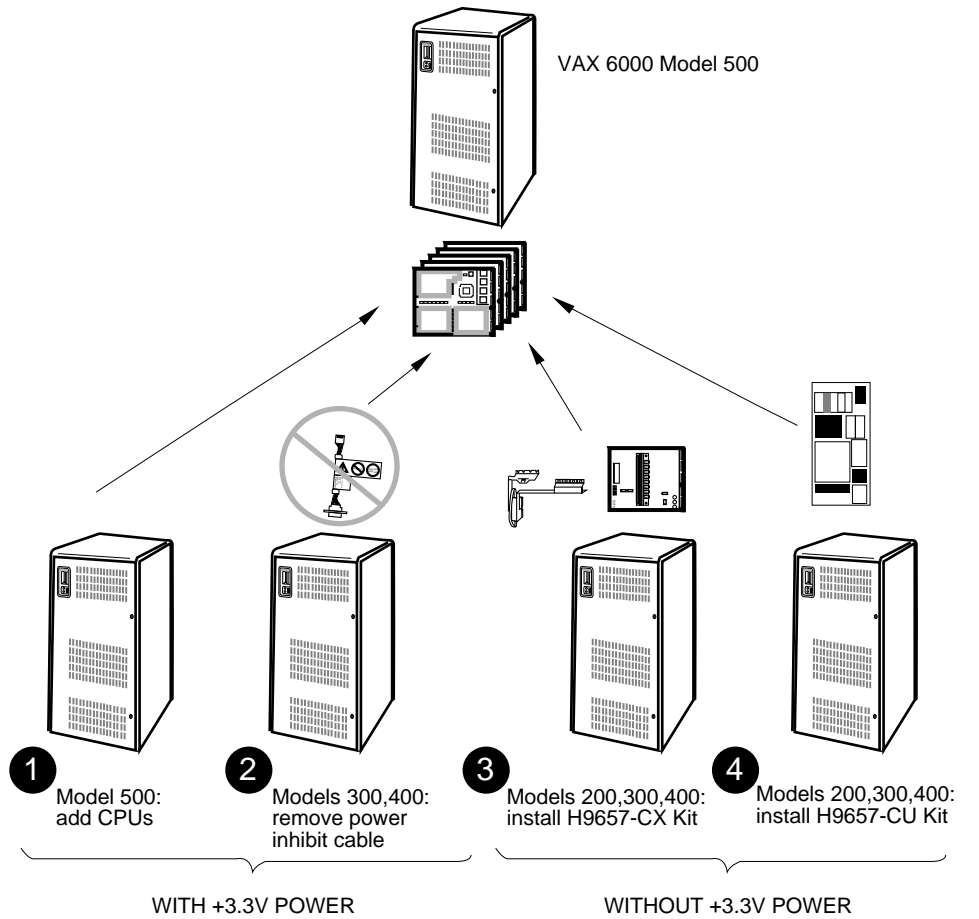 VAX 6000 Model 500
1
Model 500:
add CPUs
2
Models 300,400:
remove power
inhibit cable
3
Models 200,300,400:
install H9657-CX Kit
4
Models 200,300,400:
install H9657-CU Kit
WITH +3.3V POWER
WITHOUT +3.3V POWER